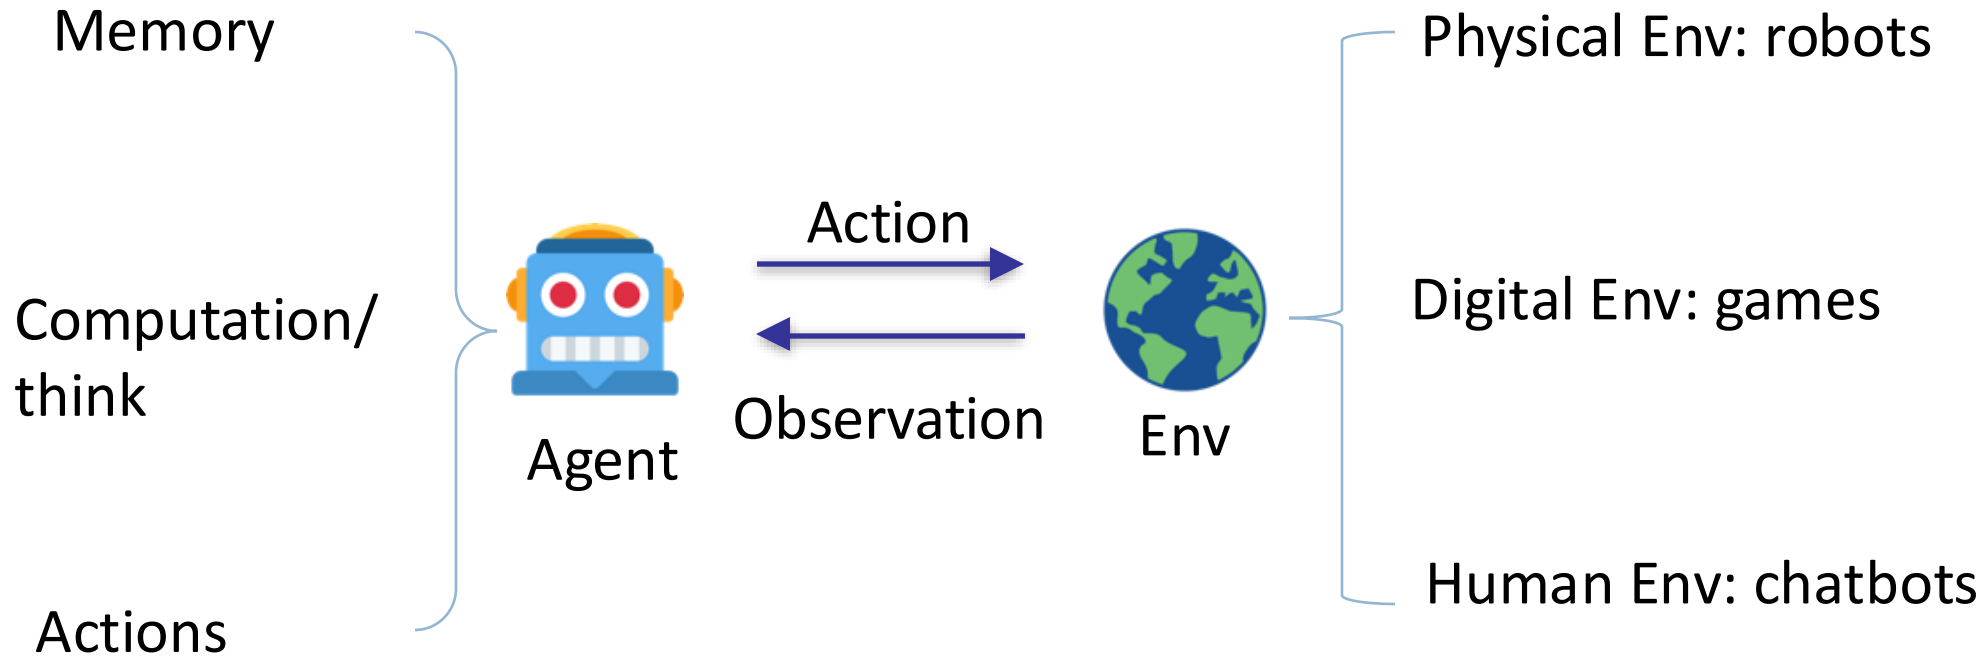 Memory
Computation/
think
Actions
Agent
Action
Observation
Env
Physical Env: robots
Digital Env: games
Human Env: chatbots